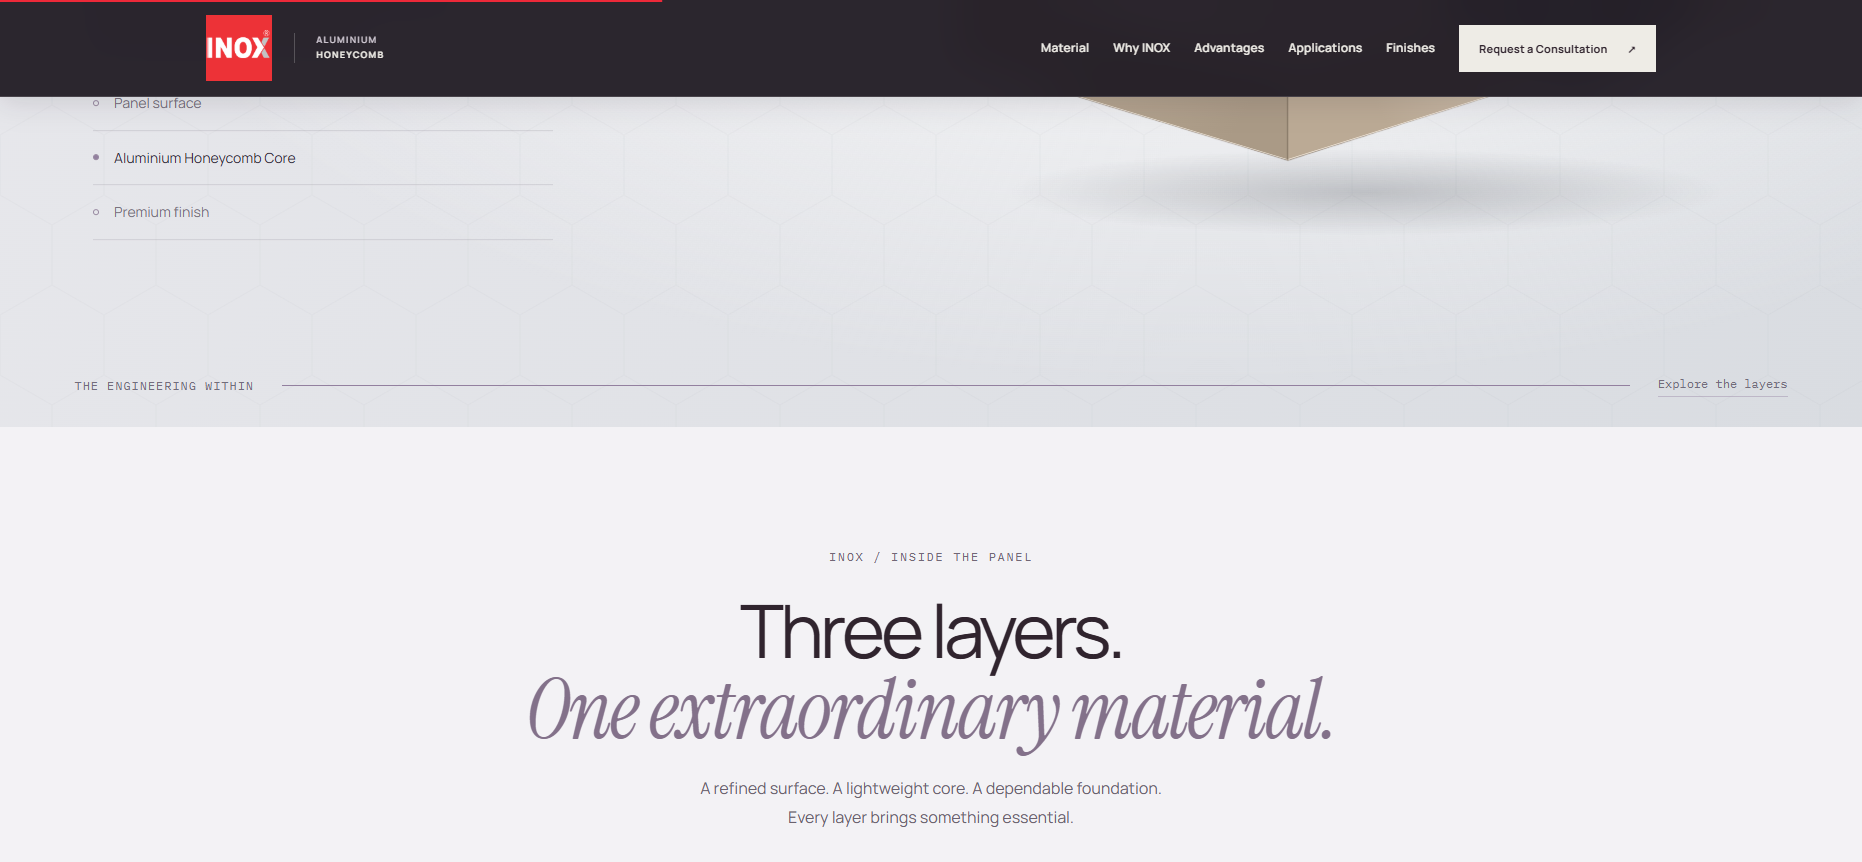 INOX®
ALUMINIUM
HONEYCOMB
Material Why INOX Advantages Applications Finishes Request a Consultation ↗
Panel surface
Aluminium Honeycomb Core
Premium finish
THE ENGINEERING WITHIN
Explore the layers
INOX / INSIDE THE PANEL
Three layers.
One extraordinary material.
A refined surface. A lightweight core. A dependable foundation.
Every layer brings something essential.